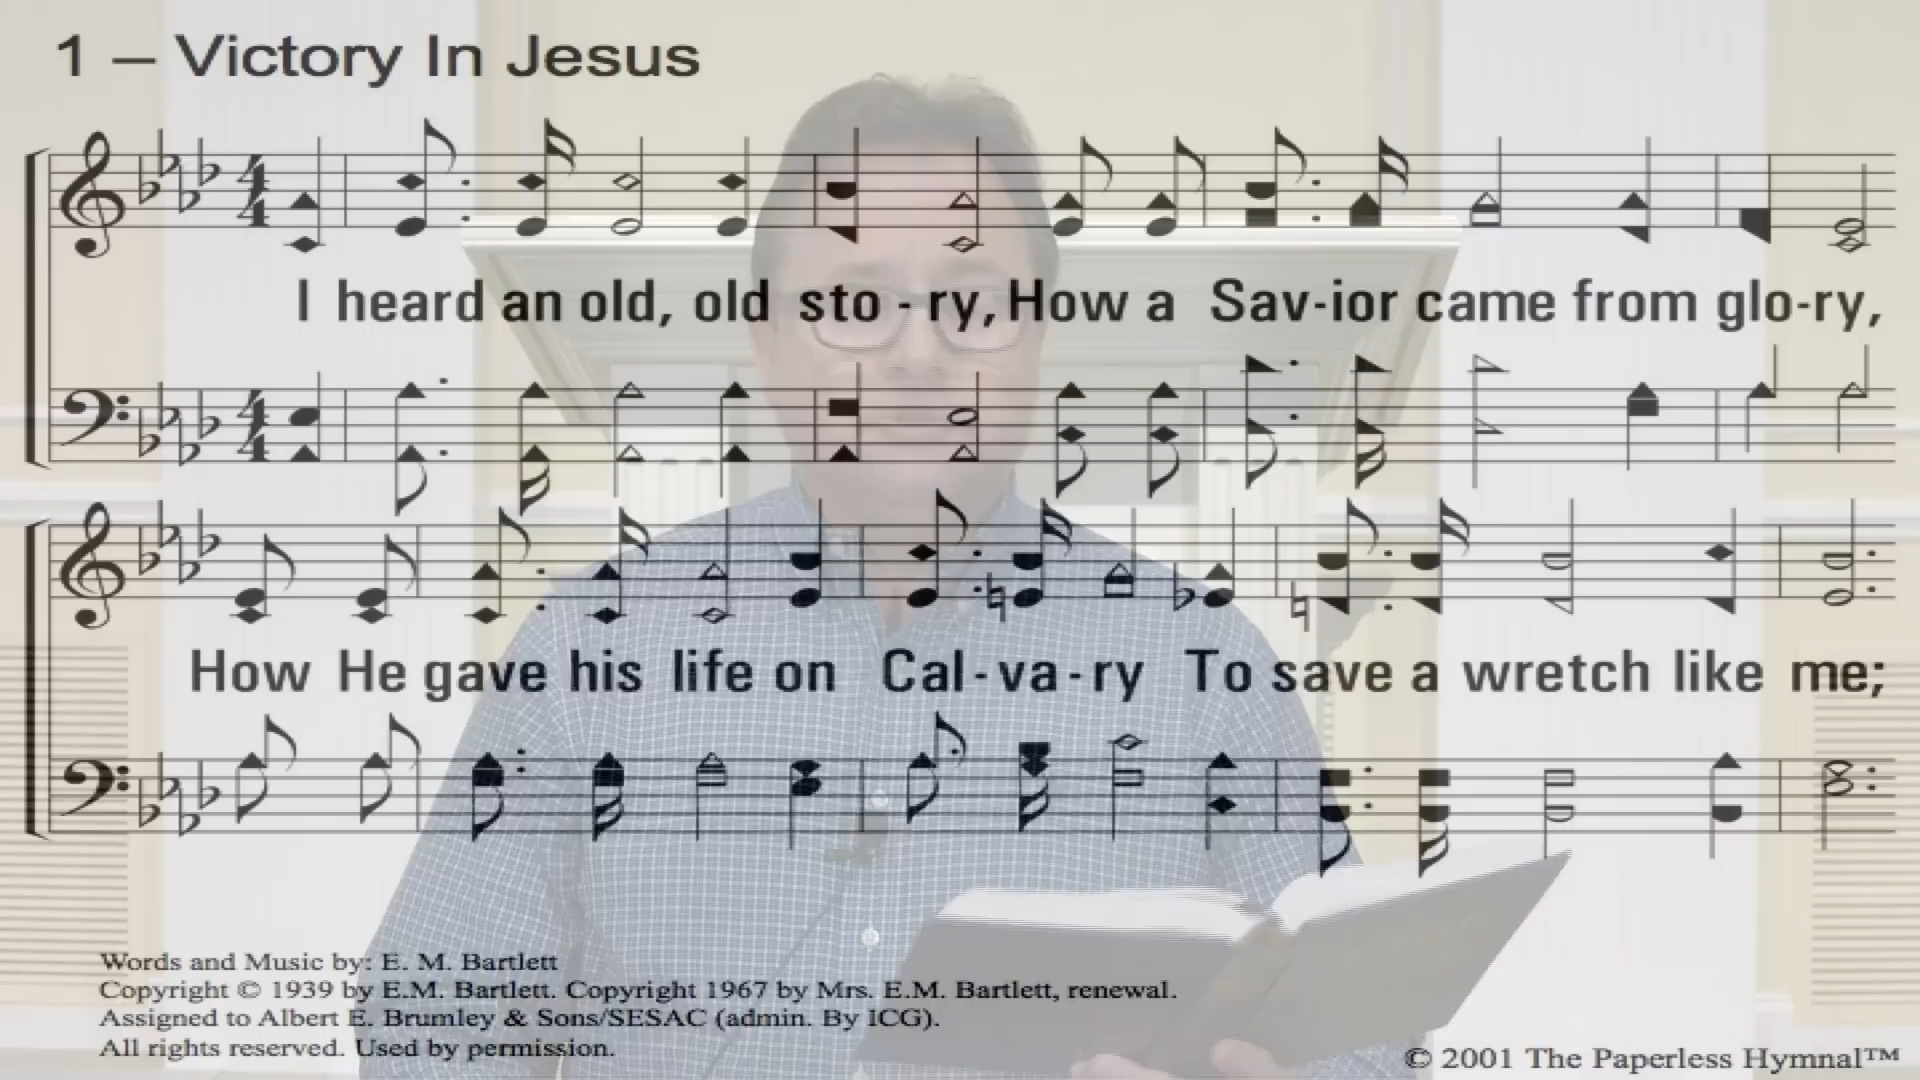 1 – Victory In Jesus
I heard an old, old sto - ry, How a Sav-ior came from glo-ry,
How He gave his life on Cal-va-ry To save a wretch like me;
Words and Music by: E. M. Bartlett
Copyright © 1939 by E.M. Bartlett. Copyright 1967 by Mrs. E.M. Bartlett, renewal.
Assigned to Albert E. Brumley & Sons/SESAC (admin. By ICG).
All rights reserved. Used by permission.
© 2001 The Paperless Hymnal™